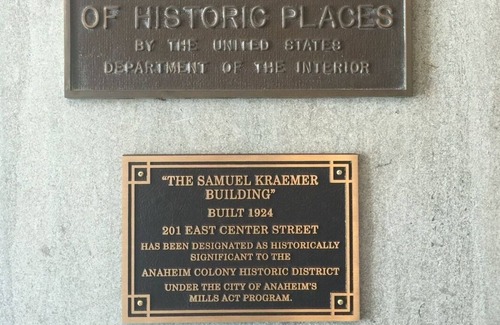 OF HISTORIC PLACES
BY THE UNITED STATES
DEPARTMENT OF THE INTERIOR
"THE SAMUEL KRAEMER
BUILDING"
BUILT 1924
201 EAST CENTER STREET
HAS BEEN DESIGNATED AS HISTORICALLY
SIGNIFICANT TO THE
ANAHEIM COLONY HISTORIC DISTRICT
UNDER THE CITY OF ANAHEIM'S
MILLS ACT PROGRAM.